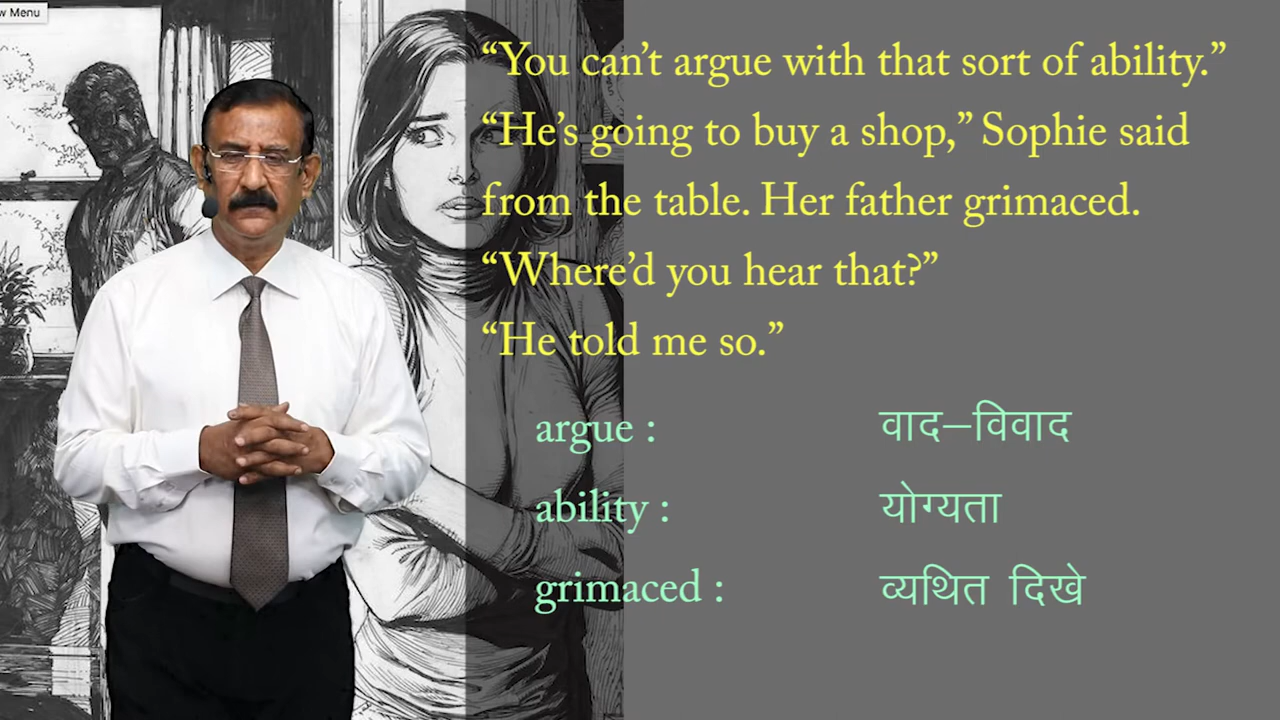 w Menu
“You can’t argue with that sort of ability.”
“He’s going to buy a shop,” Sophie said
from the table. Her father grimaced.
“Where’d you hear that?”
“He told me so.”
argue : वाद–विवाद
ability : योग्यता
grimaced : व्यथित दिखे